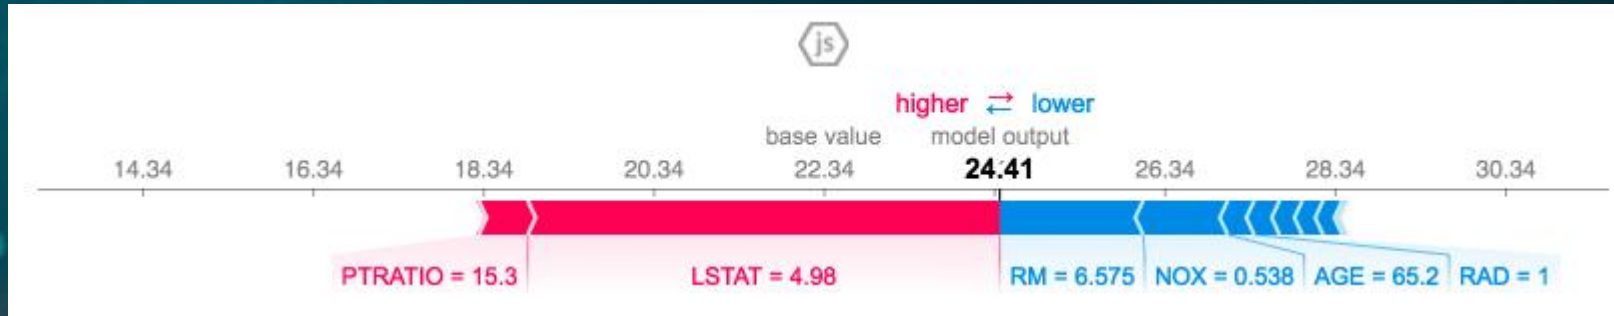 js
higher lower
base value model output
14.34 16.34 18.34 20.34 22.34 24.41 26.34 28.34 30.34
PTRATIO = 15.3 LSTAT = 4.98 RM = 6.575 NOX = 0.538 AGE = 65.2 RAD = 1